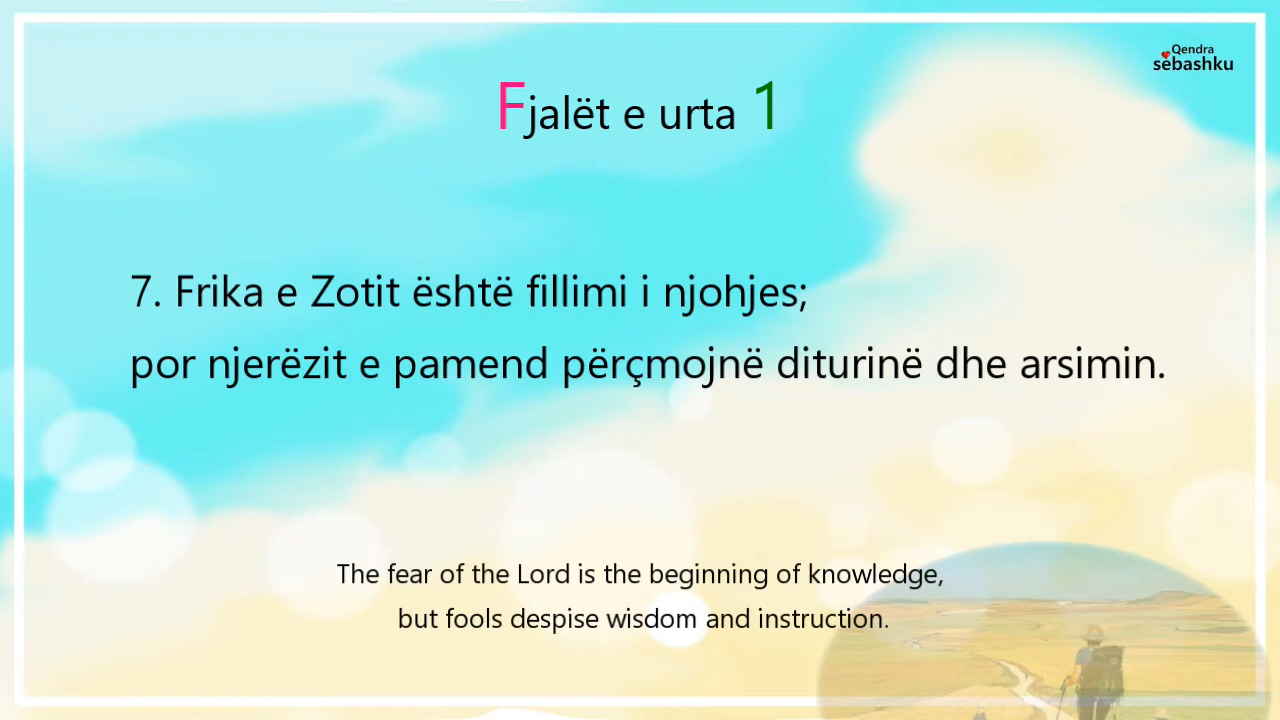 Qendra
sëbashku
Fjalët e urta 1
7. Frika e Zotit është fillimi i njohjes;
por njerëzit e pamend përçmojnë diturinë dhe arsimin.
The fear of the Lord is the beginning of knowledge,
but fools despise wisdom and instruction.